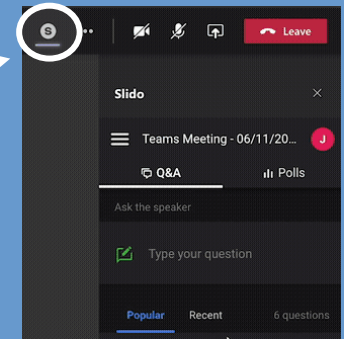 S
Leave
Slido
Teams Meeting - 06/11/20... J
Q&A Polls
Ask the speaker
Type your question
Popular Recent 6 questions